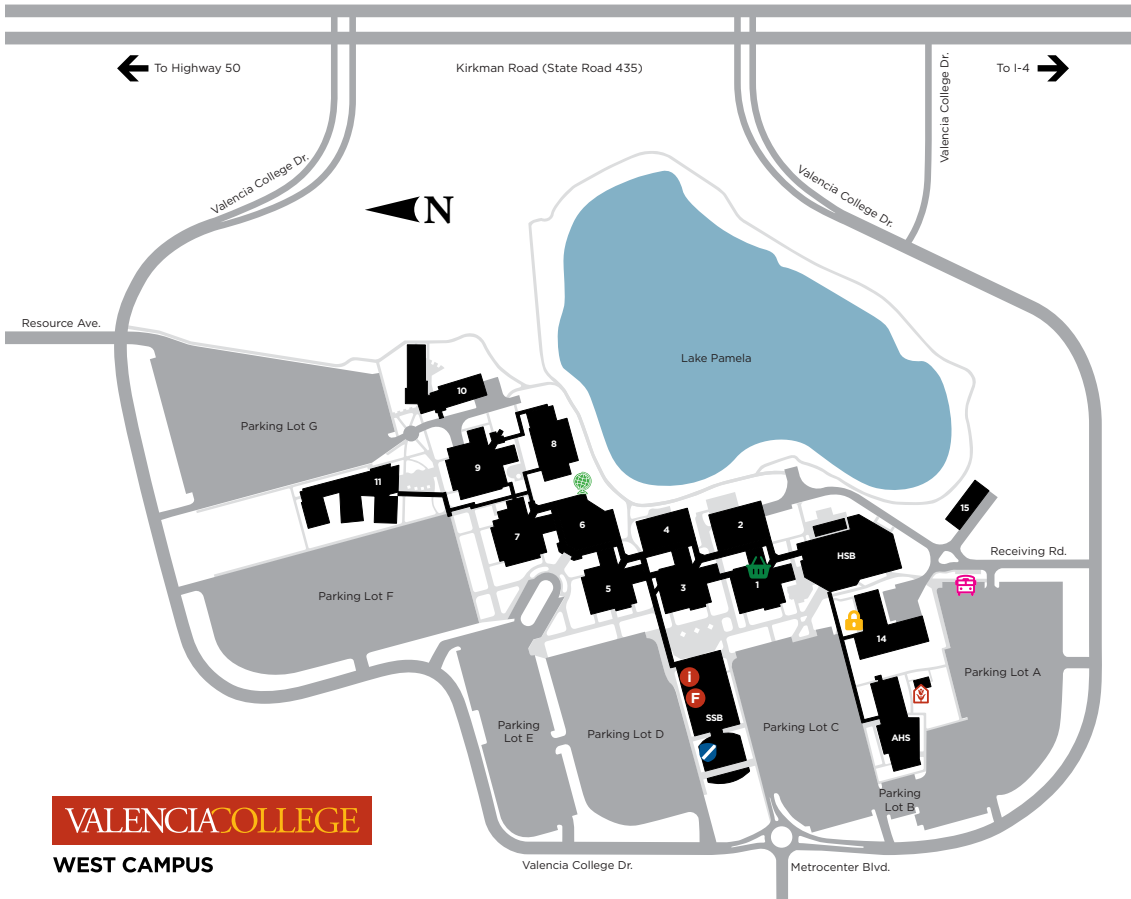 To Highway 50
Kirkman Road (State Road 435)
To I-4
Valencia College Dr.
Valencia College Dr.
Valencia College Dr.
N
Resource Ave.
Lake Pamela
10
Parking Lot G
8
9
11
15
2
6
4
7
Receiving Rd.
HSB
1
5
3
Parking Lot F
14
i
Parking Lot A
F
SSB
Parking
Lot E
Parking Lot D
Parking Lot C
AHS
Parking
Lot B
VALENCIACOLLEGE
WEST CAMPUS
Valencia College Dr.
Metrocenter Blvd.